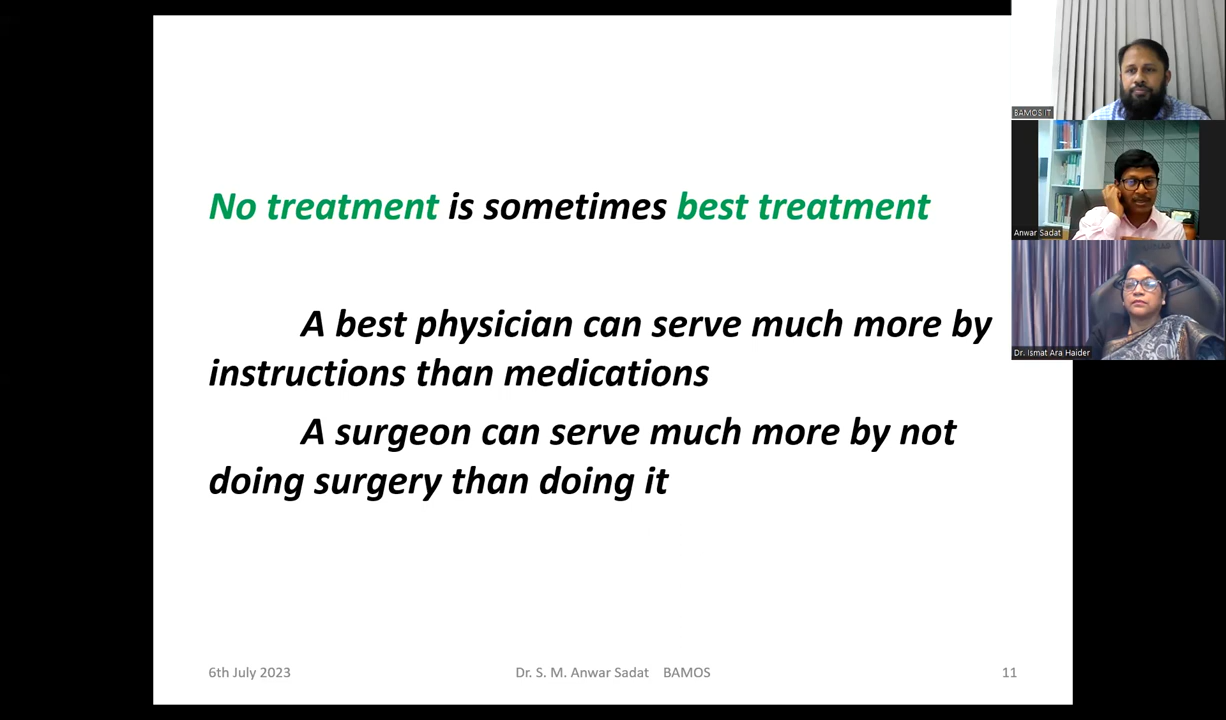 No treatment is sometimes best treatment
A best physician can serve much more by
instructions than medications
A surgeon can serve much more by not
doing surgery than doing it
6th July 2023
Dr. S. M. Anwar Sadat BAMOS
11
BAMOS IT
Anwar Sadat
Dr. Ismat Ara Haider